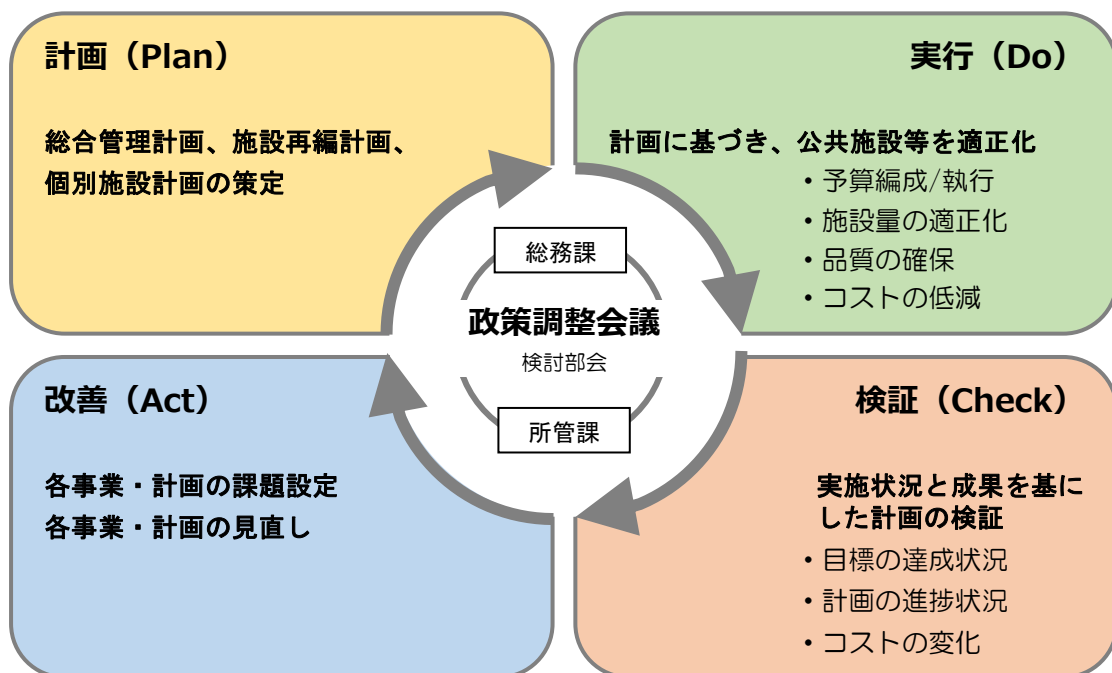 計画（Plan）
総合管理計画、施設再編計画、
個別施設計画の策定
実行（Do）
計画に基づき、公共施設等を適正化
・予算編成/執行
・施設量の適正化
・品質の確保
・コストの低減
総務課
政策調整会議
検討部会
所管課
改善（Act）
各事業・計画の課題設定
各事業・計画の見直し
検証（Check）
実施状況と成果を基に
した計画の検証
・目標の達成状況
・計画の進捗状況
・コストの変化